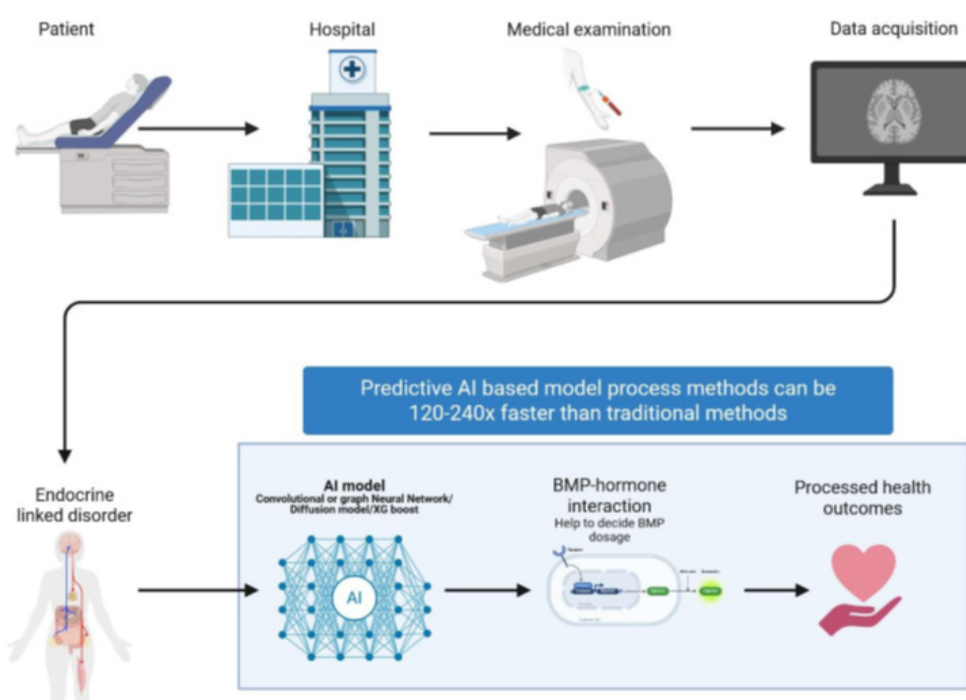 Patient
Hospital
Medical examination
Data acquisition
Predictive AI based model process methods can be
120-240x faster than traditional methods
Endocrine
linked disorder
AI model
Convolutional or graph Neural Network/
Diffusion model/XG boost
AI
BMP-hormone
interaction
Help to decide BMP
dosage
Processed health
outcomes